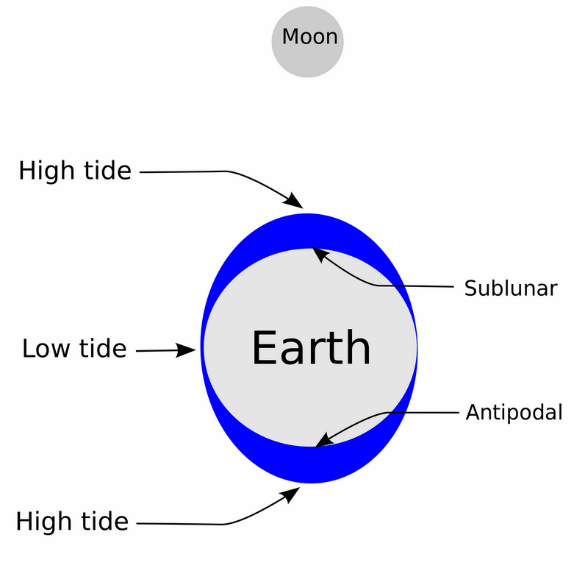 Moon
High tide
Sublunar
Low tide
Earth
Antipodal
High tide